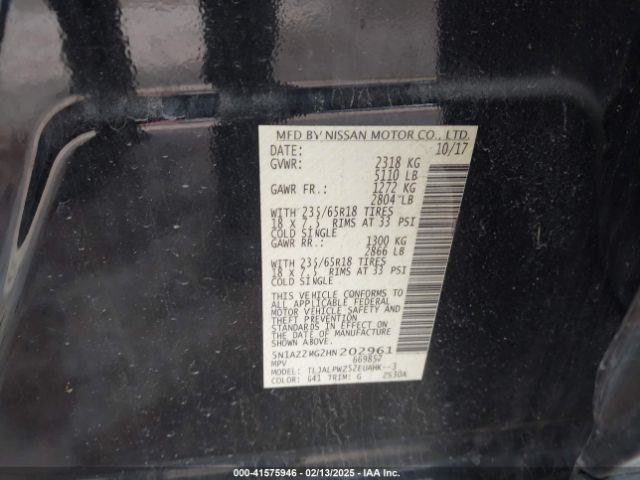 MFD BY NISSAN MOTOR CO., LTD.
DATE: 10/17
GVWR: 2318 KG
5110 LB
GAWR FR.: 1272 KG
2804 LB
WITH 235/65R18 TIRES
18 x 7.5 RIMS AT 33 PSI
COLD SINGLE
GAWR RR.: 1300 KG
2866 LB
WITH 235/65R18 TIRES
18 x 7.5 RIMS AT 33 PSI
COLD SINGLE
THIS VEHICLE CONFORMS TO
ALL APPLICABLE FEDERAL
MOTOR VEHICLE SAFETY AND
THEFT PREVENTION
STANDARDS IN EFFECT ON
THE DATE OF MANUFACTURE
SHOWN ABOVE.
5N1AZ2MG2HN202961
MPV 669852
MODEL: TLJALPWZ52EUAHK--3
COLOR: G41 TRIM: G 2S30A
000-41575946 - 02/13/2025 - IAA Inc.